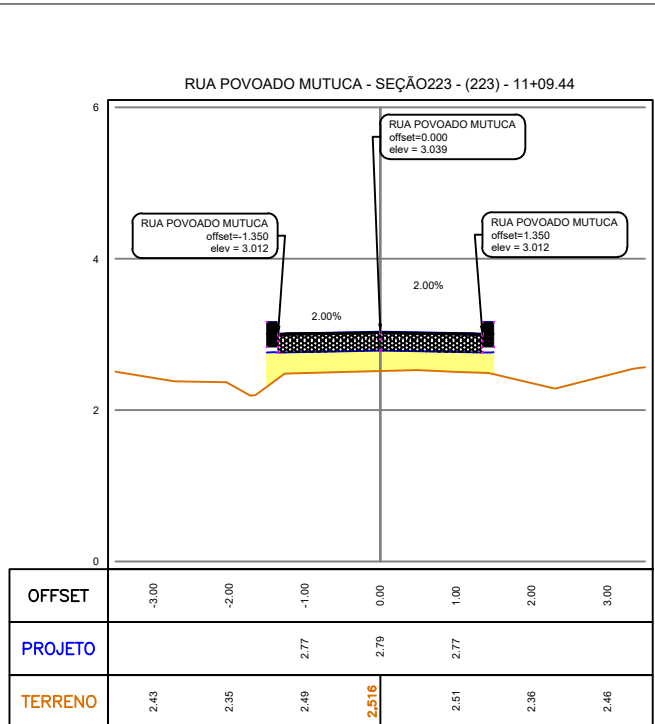 RUA POVOADO MUTUCA - SEÇÃO223 - (223) - 11+09.44
6
RUA POVOADO MUTUCA
offset=0.000
elev = 3.039
RUA POVOADO MUTUCA
offset=-1.350
elev = 3.012
RUA POVOADO MUTUCA
offset=1.350
elev = 3.012
4
2.00%
2.00%
2
0
OFFSET -3.00 -2.00 -1.00 0.00 1.00 2.00 3.00
PROJETO 2.77 2.79 2.77
TERRENO 2.43 2.35 2.49 2,516 2.51 2.36 2.46